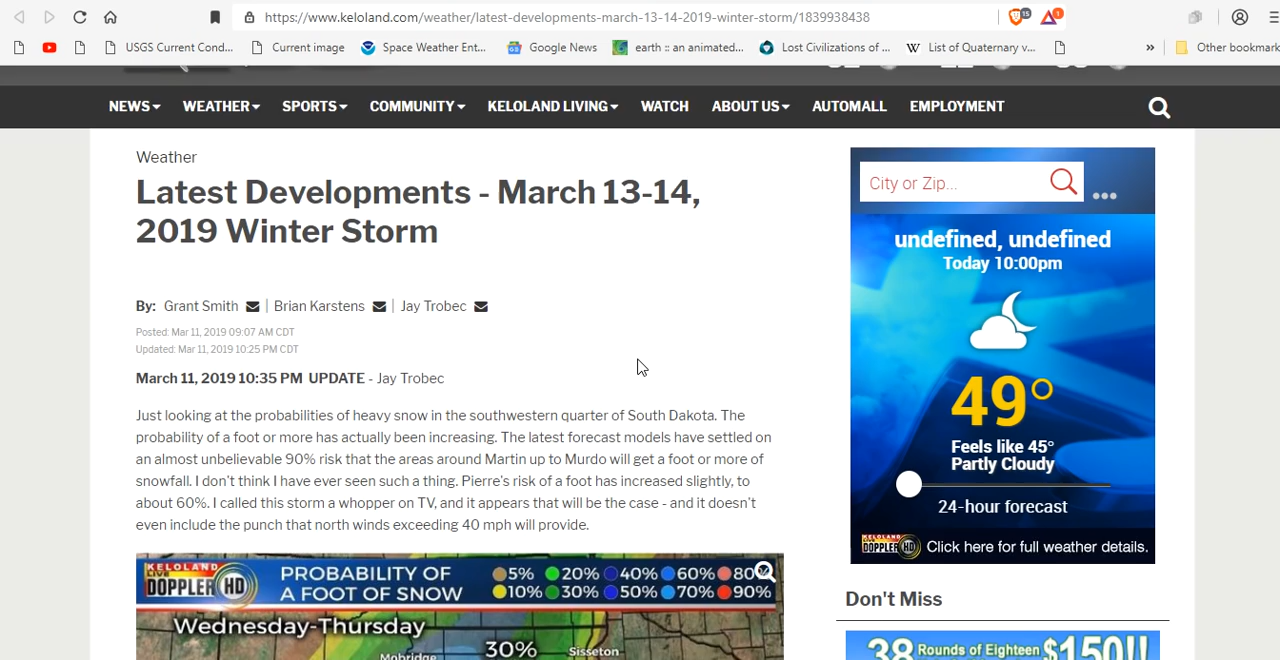 https://www.keloland.com/weather/latest-developments-march-13-14-2019-winter-storm/1839938438
15
1
USGS Current Cond...
Current image
Space Weather Ent...
Google News
earth :: an animated...
Lost Civilizations of ...
W
List of Quaternary v...
»
Other bookmark
NEWS
WEATHER
SPORTS
COMMUNITY
KELOLAND LIVING
WATCH
ABOUT US
AUTOMALL
EMPLOYMENT
Weather
Latest Developments - March 13-14,
2019 Winter Storm
By: Grant Smith | Brian Karstens | Jay Trobec
Posted: Mar 11, 2019 09:07 AM CDT
Updated: Mar 11, 2019 10:25 PM CDT
March 11, 2019 10:35 PM UPDATE - Jay Trobec
Just looking at the probabilities of heavy snow in the southwestern quarter of South Dakota. The
probability of a foot or more has actually been increasing. The latest forecast models have settled on
an almost unbelievable 90% risk that the areas around Martin up to Murdo will get a foot or more of
snowfall. I don't think I have ever seen such a thing. Pierre's risk of a foot has increased slightly, to
about 60%. I called this storm a whopper on TV, and it appears that will be the case - and it doesn't
even include the punch that north winds exceeding 40 mph will provide.
KELOLAND
LIVE
DOPPLER HD
PROBABILITY OF
A FOOT OF SNOW
5% 20% 40% 60% 80%
10% 30% 50% 70% 90%
Wednesday-Thursday
30%
Mobridge
Sisseton
City or Zip...
undefined, undefined
Today 10:00pm
49°
Feels like 45°
Partly Cloudy
24-hour forecast
KELOLAND
LIVE
DOPPLER HD
Click here for full weather details.
Don't Miss
38 Rounds of Eighteen $150!!